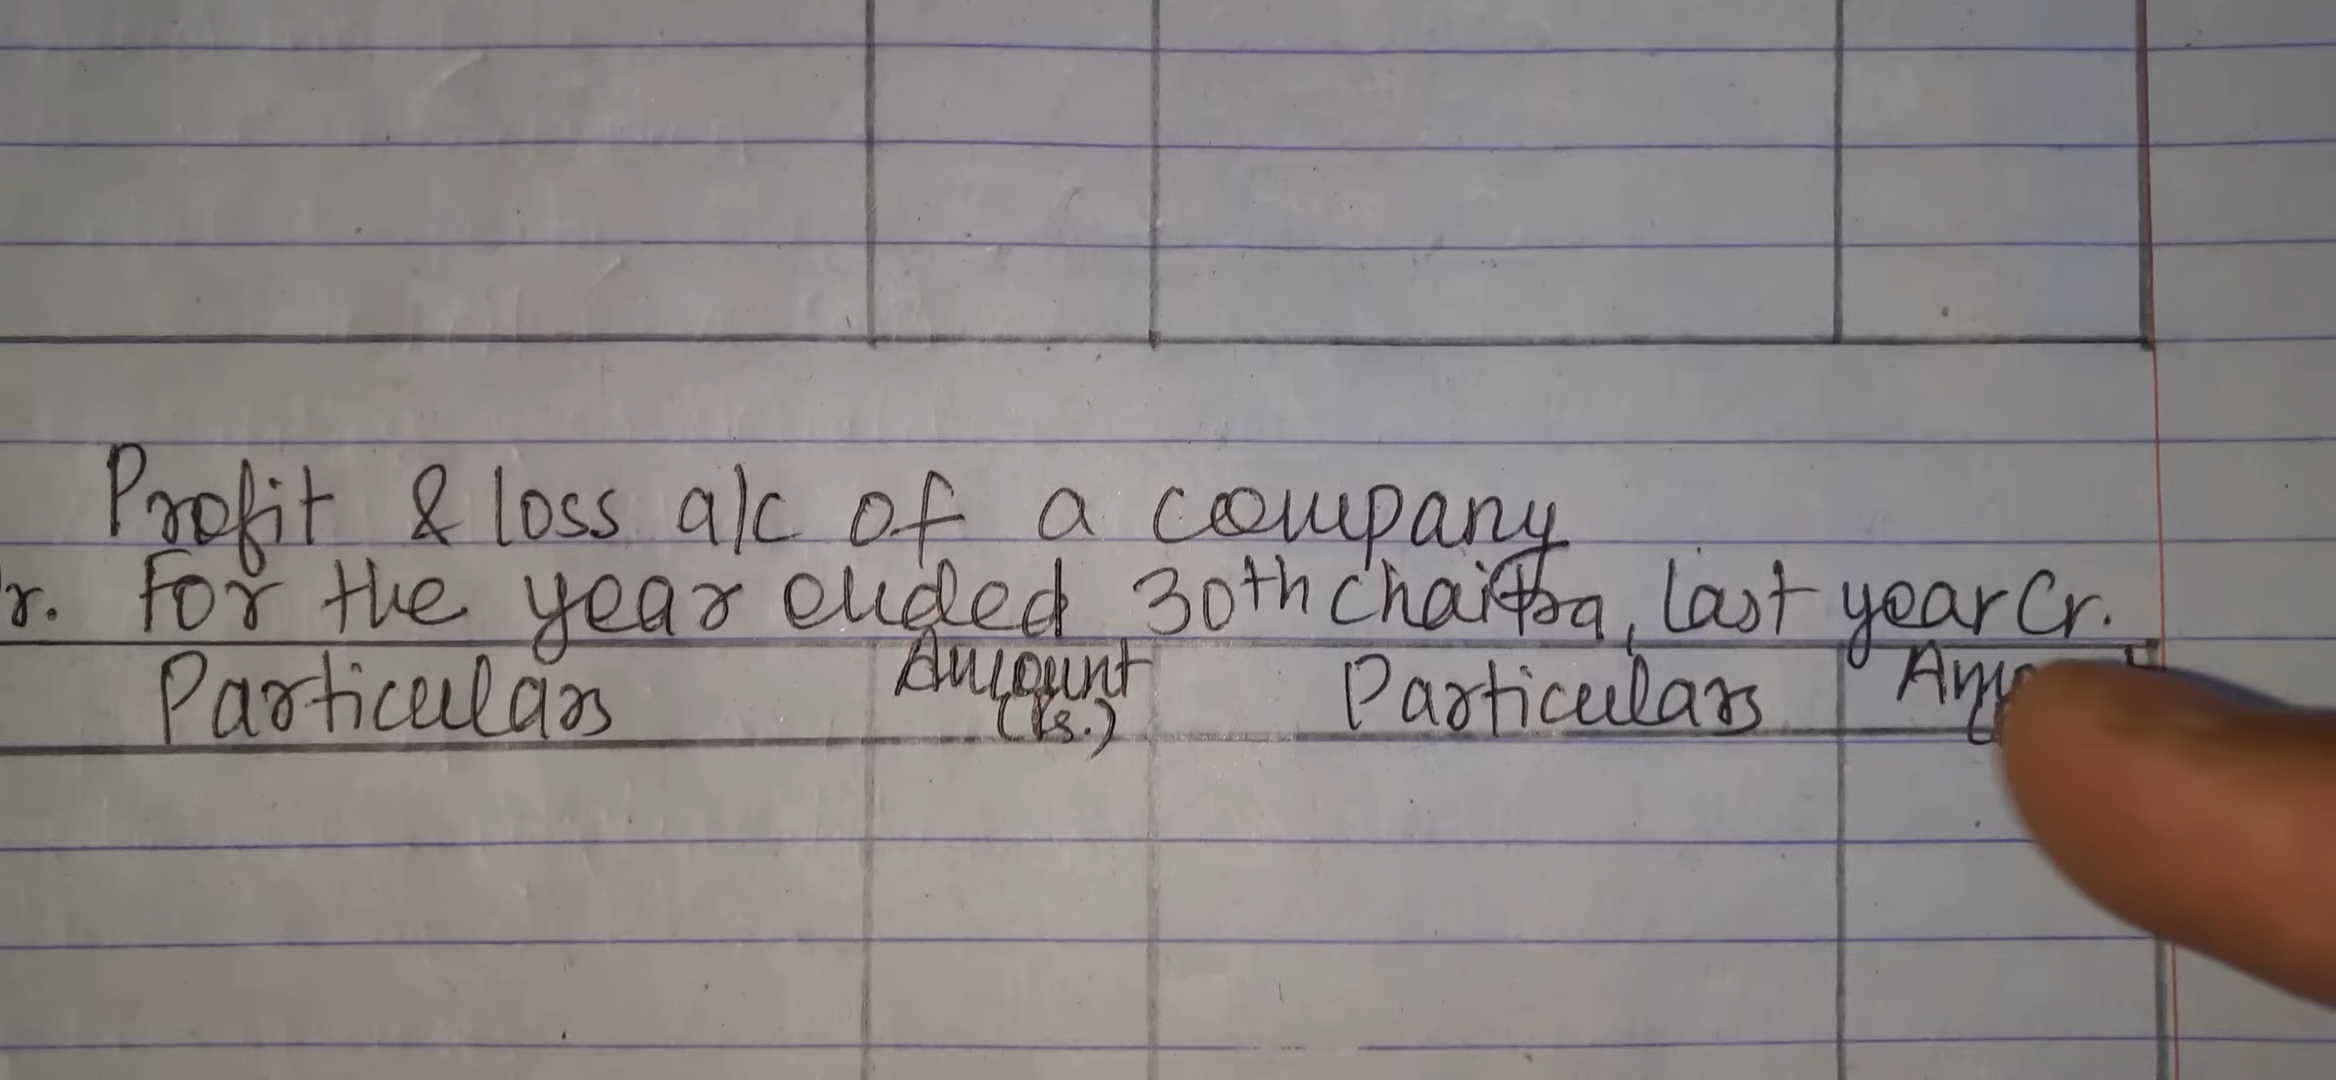 Profit & loss a/c of a company
r. For the year ended 30th chaitra, last year Cr.
Particulars Amount Particulars
(Rs.)